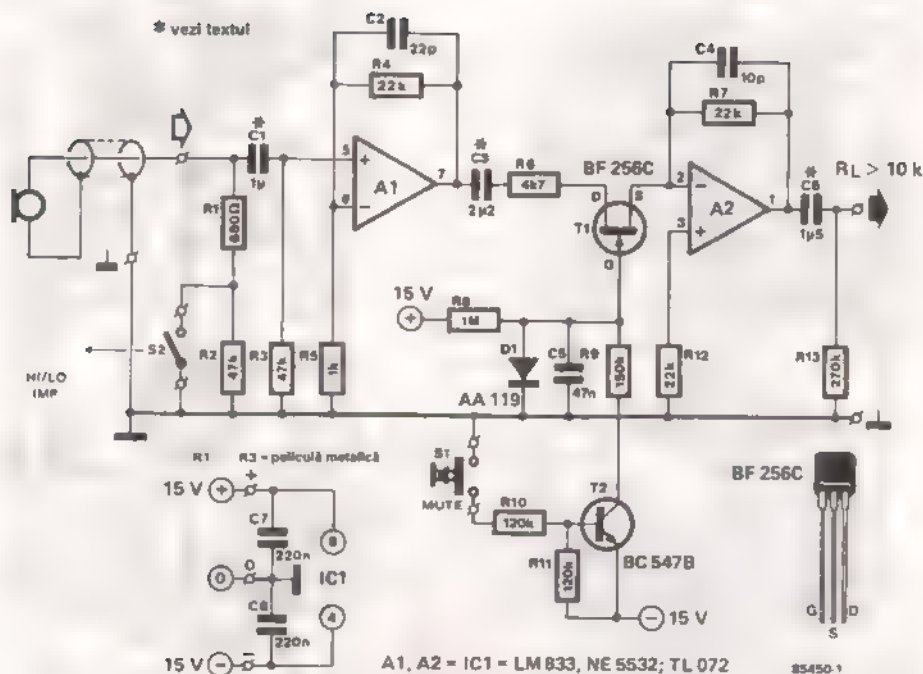 * vezi textul
C2
22p
R4
22k
C4
10p
R7
22k
*
C1
1µ
5
+
6
−
A1
7
*
C3
2µ2
R6
4k7
BF 256C
D
S
T1
G
2
−
3
+
A2
1
*
C6
1µ5
RL > 10 k
R1
680Ω
15 V
+
1M
D1
AA 119
C5
47n
R9
150k
R12
22k
R13
270k
S2
HI/LO
IMP
R2
47k
R3
47k
R5
1k
R1
R3 = peliculă metalică
S1
MUTE
R10
120k
T2
BC 547B
R11
120k
− 15 V
BF 256C
G
S
D
15 V + +
C7
220n
8
0 0
IC1
220n
4
15 V − −
A1, A2 = IC1 = LM 833, NE 5532; TL 072
85450-1